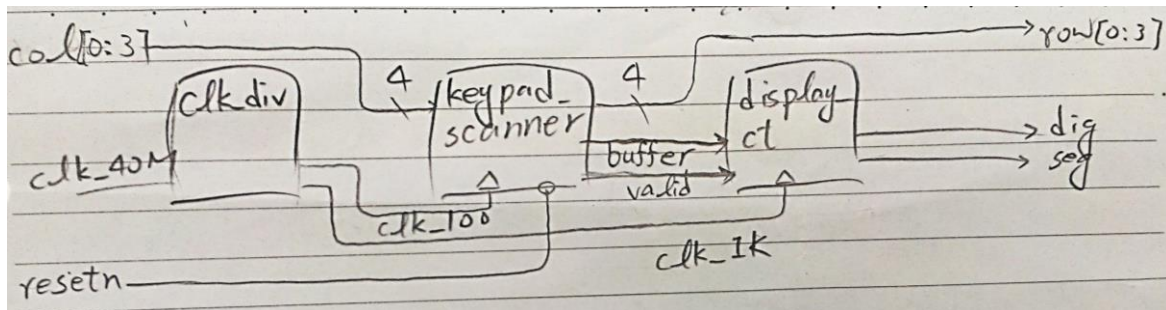 col[0:3]
row[0:3]
4
4
clk_div
keypad_
scanner
display_
ct
clk_40M
buffer
valid
dig
seg
clk_100
clk_1K
resetn